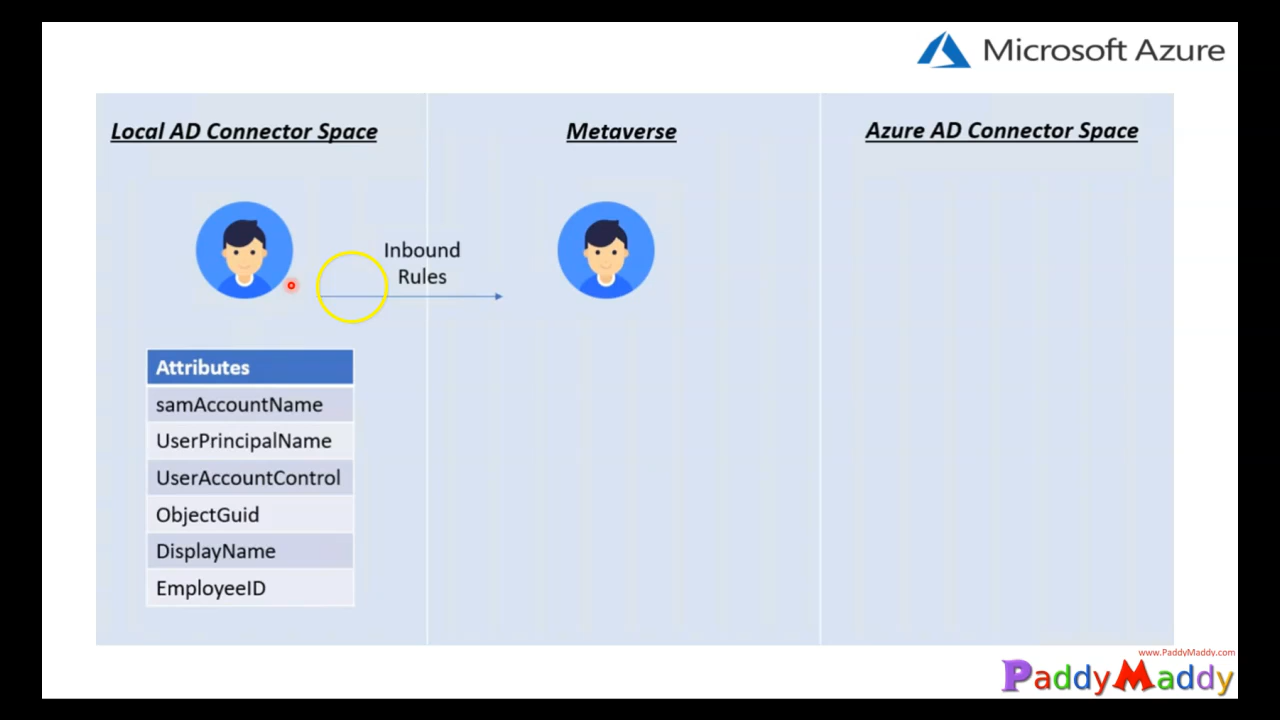 Microsoft Azure
Local AD Connector Space
Metaverse
Azure AD Connector Space
Inbound
Rules
Attributes
samAccountName
UserPrincipalName
UserAccountControl
ObjectGuid
DisplayName
EmployeeID
www.PaddyMaddy.com
PaddyMaddy